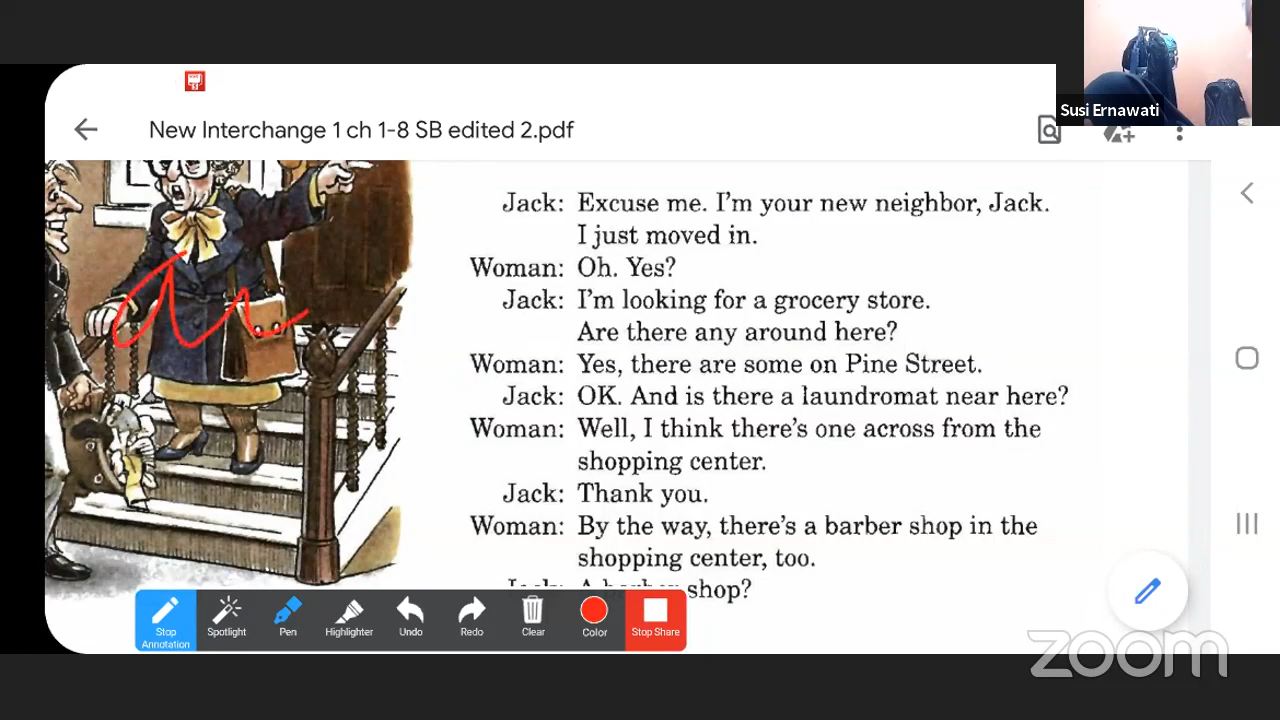 Susi Ernawati
New Interchange 1 ch 1-8 SB edited 2.pdf
Jack: Excuse me. I'm your new neighbor, Jack.
I just moved in.
Woman: Oh. Yes?
Jack: I'm looking for a grocery store.
Are there any around here?
Woman: Yes, there are some on Pine Street.
Jack: OK. And is there a laundromat near here?
Woman: Well, I think there's one across from the
shopping center.
Jack: Thank you.
Woman: By the way, there's a barber shop in the
shopping center, too.
Jack: A barber shop?
Stop
Annotation
Spotlight
Pen
Highlighter
Undo
Redo
Clear
Color
Stop Share
zoom